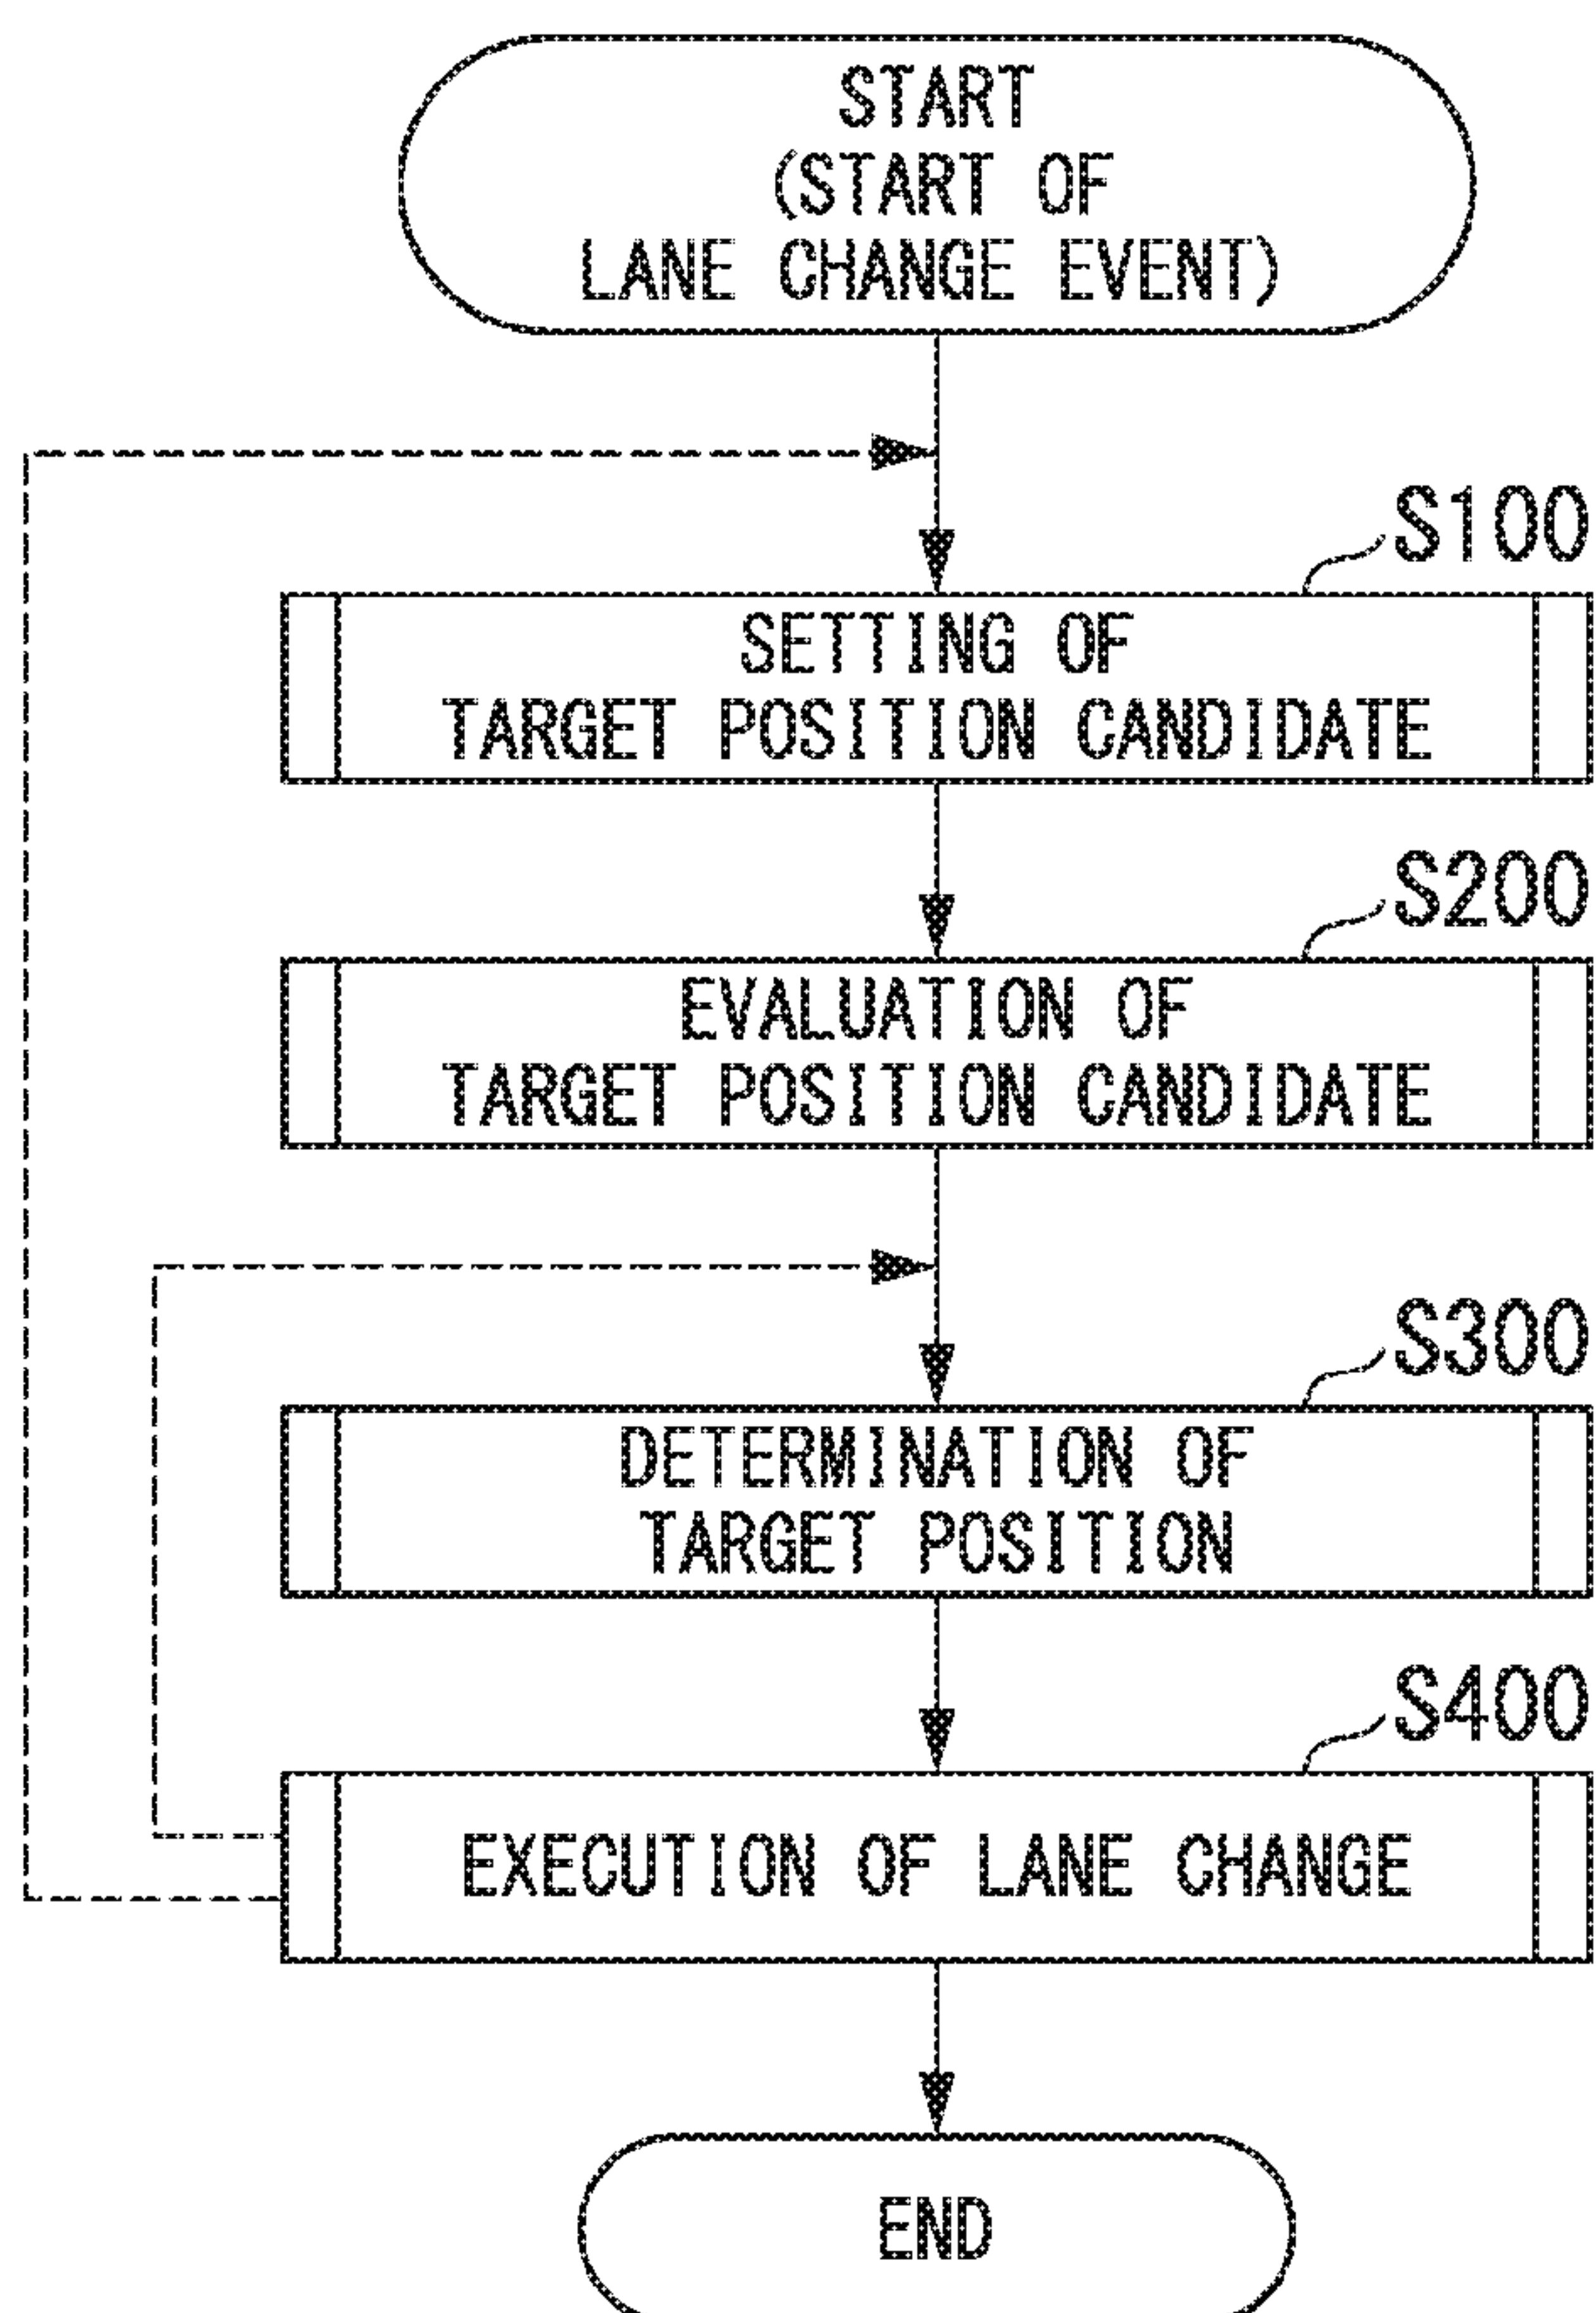 START
(START OF
LANE CHANGE EVENT)
S100
SETTING OF
TARGET POSITION CANDIDATE
S200
EVALUATION OF
TARGET POSITION CANDIDATE
S300
DETERMINATION OF
TARGET POSITION
S400
EXECUTION OF LANE CHANGE
END